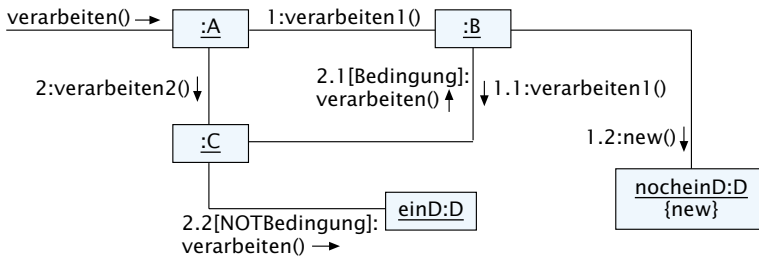 verarbeiten()
:A
1:verarbeiten1()
:B
2:verarbeiten2()
2.1[Bedingung]:
verarbeiten()
1.1:verarbeiten1()
:C
1.2:new()
nocheinD:D
{new}
einD:D
2.2[NOTBedingung]:
verarbeiten()